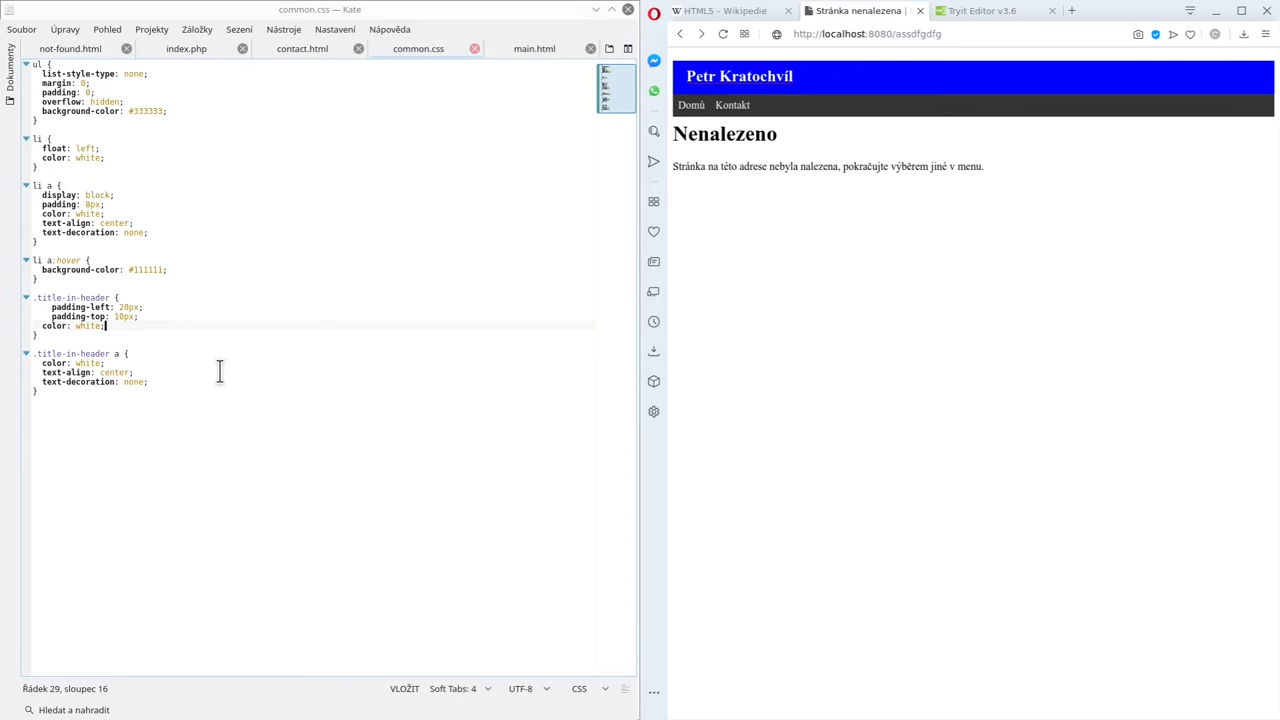 common.css — Kate
Soubor Úpravy Pohled Projekty Záložky Sezení Nástroje Nastavení Nápověda
not-found.html index.php contact.html common.css main.html
Dokumenty
ul {
list-style-type: none;
margin: 0;
padding: 0;
overflow: hidden;
background-color: #333333;
}
li {
float: left;
color: white;
}
li a {
display: block;
padding: 8px;
color: white;
text-align: center;
text-decoration: none;
}
li a:hover {
background-color: #111111;
}
.title-in-header {
padding-left: 20px;
padding-top: 10px;
color: white;
}
.title-in-header a {
color: white;
text-align: center;
text-decoration: none;
}
Řádek 29, sloupec 16 VLOŽIT Soft Tabs: 4 UTF-8 CSS
Hledat a nahradit
HTML5 – Wikipedie Stránka nenalezena | Tryit Editor v3.6
http://localhost:8080/assdfgdfg
Petr Kratochvíl
Domů Kontakt
Nenalezeno
Stránka na této adrese nebyla nalezena, pokračujte výběrem jiné v menu.